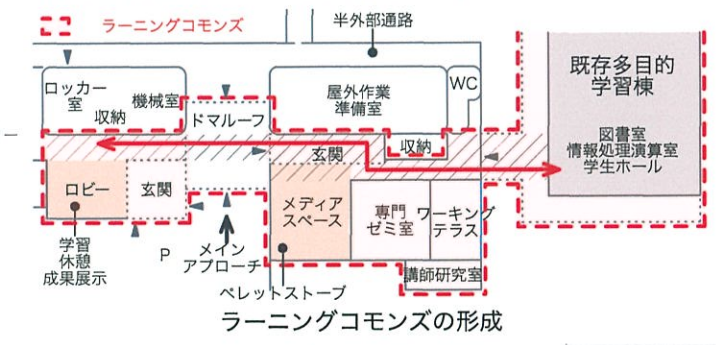 ラーニングコモンズ
半外部通路
ロッカー
室
機械室
収納
ドマルーフ
屋外作業
準備室
WC
収納
既存多目的
学習棟
図書室
情報処理演算室
学生ホール
玄関
ロビー
玄関
メディア
スペース
専門
ゼミ室
ワーキング
テラス
学習
休憩
成果展示
P
メイン
アプローチ
ペレットストーブ
講師研究室
ラーニングコモンズの形成